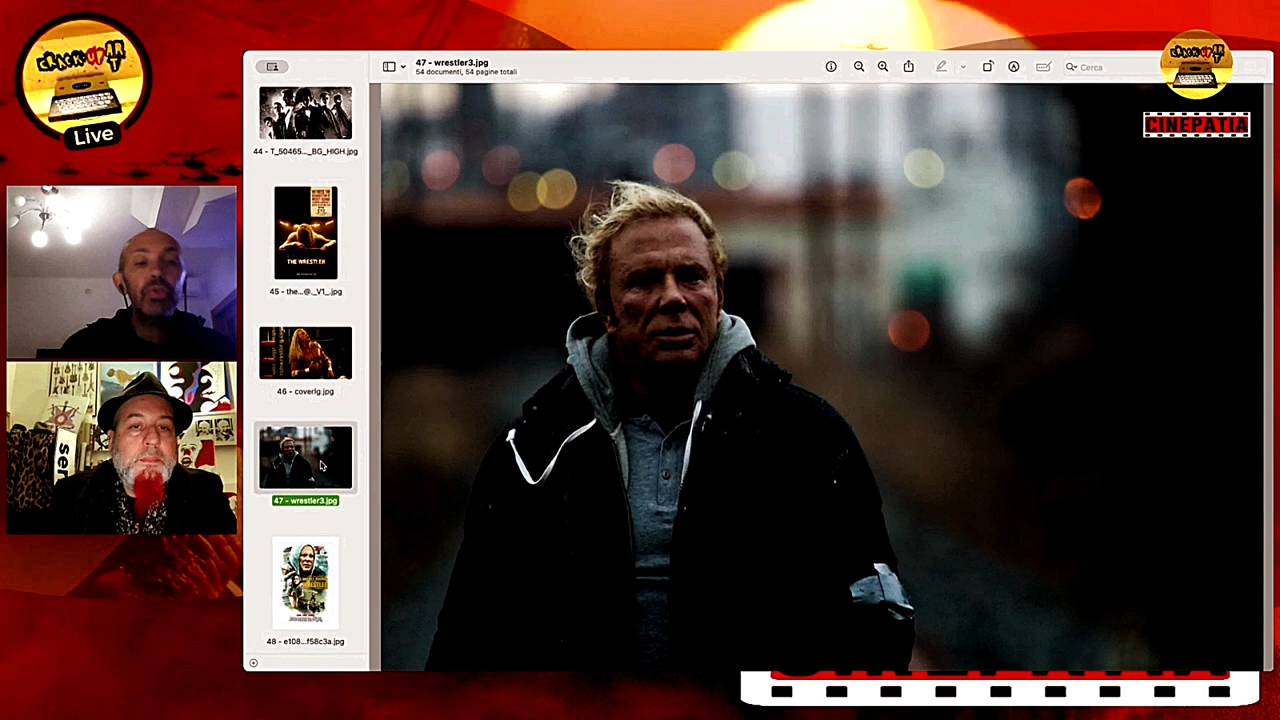 CRACK-UP ART
Live
47 - wrestler3.jpg
54 documenti, 54 pagine totali
Cerca
CINEPATIA
44 - T_50465..._BG_HIGH.jpg
THE WRESTLER
45 - the...@._V1_.jpg
46 - coverlg.jpg
47 - wrestler3.jpg
48 - e108...f58c3a.jpg
ser